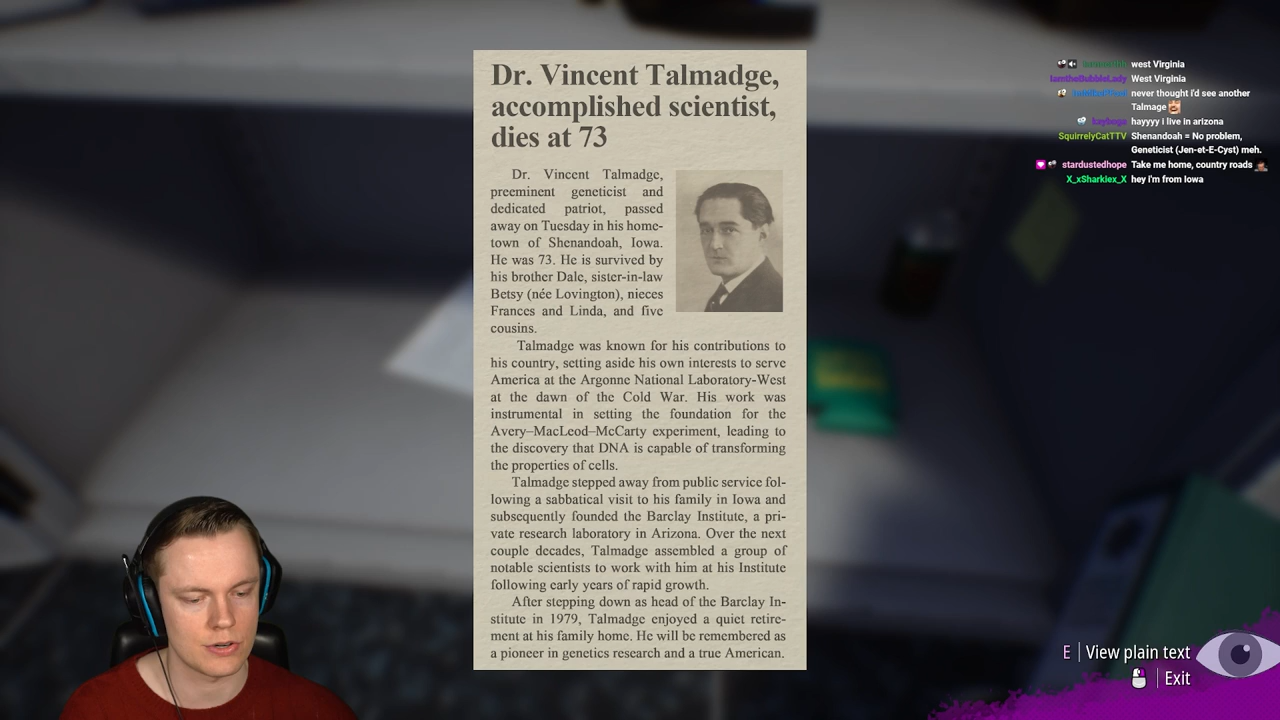 Dr. Vincent Talmadge,
accomplished scientist,
dies at 73
Dr. Vincent Talmadge,
preeminent geneticist and
dedicated patriot, passed
away on Tuesday in his home-
town of Shenandoah, Iowa.
He was 73. He is survived by
his brother Dale, sister-in-law
Betsy (née Lovington), nieces
Frances and Linda, and five
cousins.
Talmadge was known for his contributions to
his country, setting aside his own interests to serve
America at the Argonne National Laboratory-West
at the dawn of the Cold War. His work was
instrumental in setting the foundation for the
Avery–MacLeod–McCarty experiment, leading to
the discovery that DNA is capable of transforming
the properties of cells.
Talmadge stepped away from public service fol-
lowing a sabbatical visit to his family in Iowa and
subsequently founded the Barclay Institute, a pri-
vate research laboratory in Arizona. Over the next
couple decades, Talmadge assembled a group of
notable scientists to work with him at his Institute
following early years of rapid growth.
After stepping down as head of the Barclay In-
stitute in 1979, Talmadge enjoyed a quiet retire-
ment at his family home. He will be remembered as
a pioneer in genetics research and a true American.
west Virginia
West Virginia
never thought i'd see another
Talmage
hayyyy i live in arizona
SquirrelyCatTTV Shenandoah = No problem,
Geneticist (Jen-et-E-Cyst) meh.
stardustedhope Take me home, country roads
X_xSharkiex_X hey I'm from Iowa
E | View plain text
| Exit